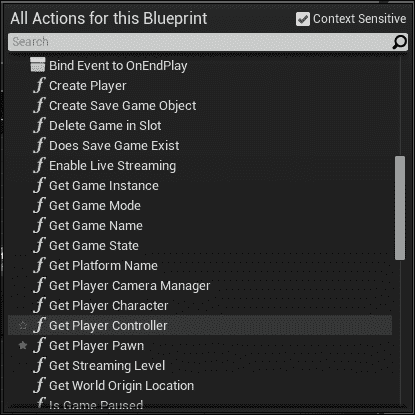 All Actions for this Blueprint
Context Sensitive
Search
Bind Event to OnEndPlay
Create Player
Create Save Game Object
Delete Game in Slot
Does Save Game Exist
Enable Live Streaming
Get Game Instance
Get Game Mode
Get Game Name
Get Game State
Get Platform Name
Get Player Camera Manager
Get Player Character
Get Player Controller
Get Player Pawn
Get Streaming Level
Get World Origin Location
Is Game Paused